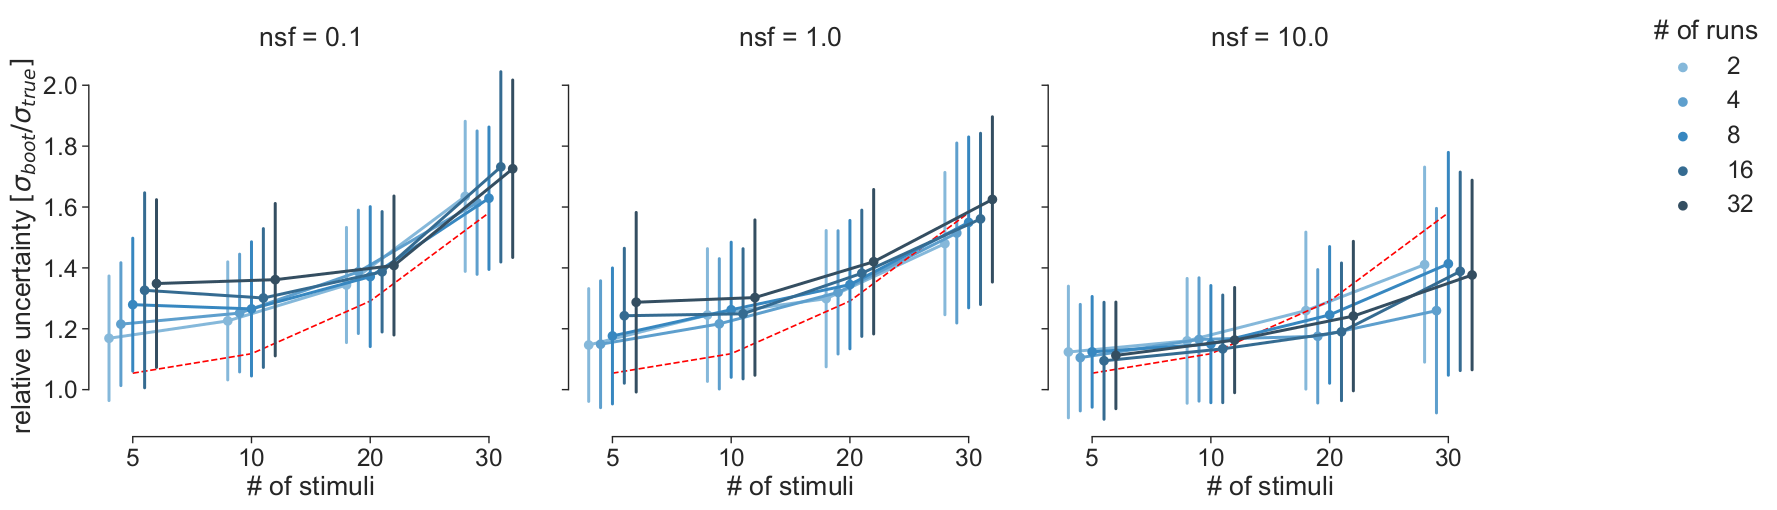 nsf = 0.1
nsf = 1.0
nsf = 10.0
# of runs
2
4
8
16
32
relative uncertainty [σboot/σtrue]
2.0
1.8
1.6
1.4
1.2
1.0
5 10 20 30
5 10 20 30
5 10 20 30
# of stimuli
# of stimuli
# of stimuli